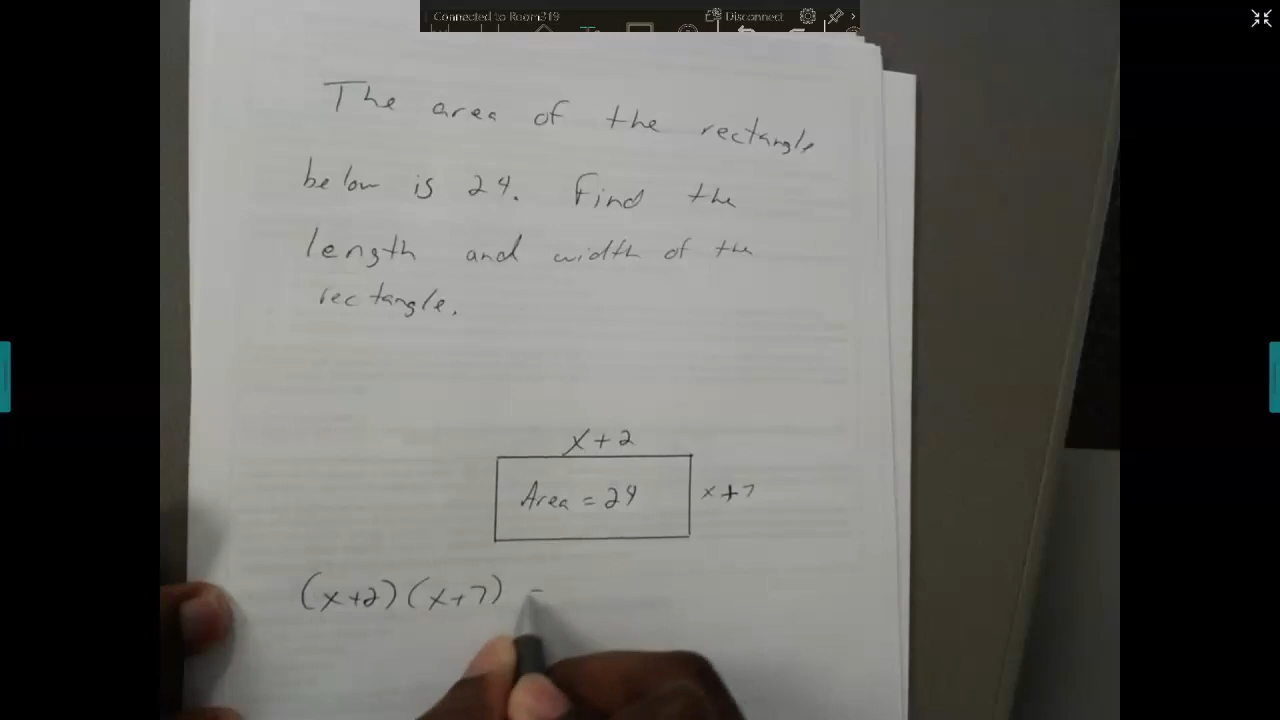 Connected to Room219
Disconnect
The area of the rectangle
below is 24. Find the
length and width of the
rectangle.
x+2
Area = 24
x+7
(x+2)(x+7) =